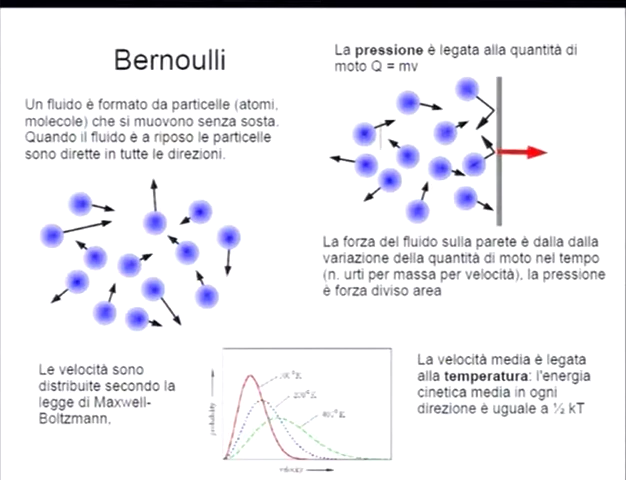 Bernoulli
Un fluido è formato da particelle (atomi,
molecole) che si muovono senza sosta.
Quando il fluido è a riposo le particelle
sono dirette in tutte le direzioni.
La pressione è legata alla quantità di
moto Q = mv
La forza del fluido sulla parete è dalla dalla
variazione della quantità di moto nel tempo
(n. urti per massa per velocità), la pressione
è forza diviso area
Le velocità sono
distribuite secondo la
legge di Maxwell-
Boltzmann,
probability
velocity
La velocità media è legata
alla temperatura: l'energia
cinetica media in ogni
direzione è uguale a ½ kT